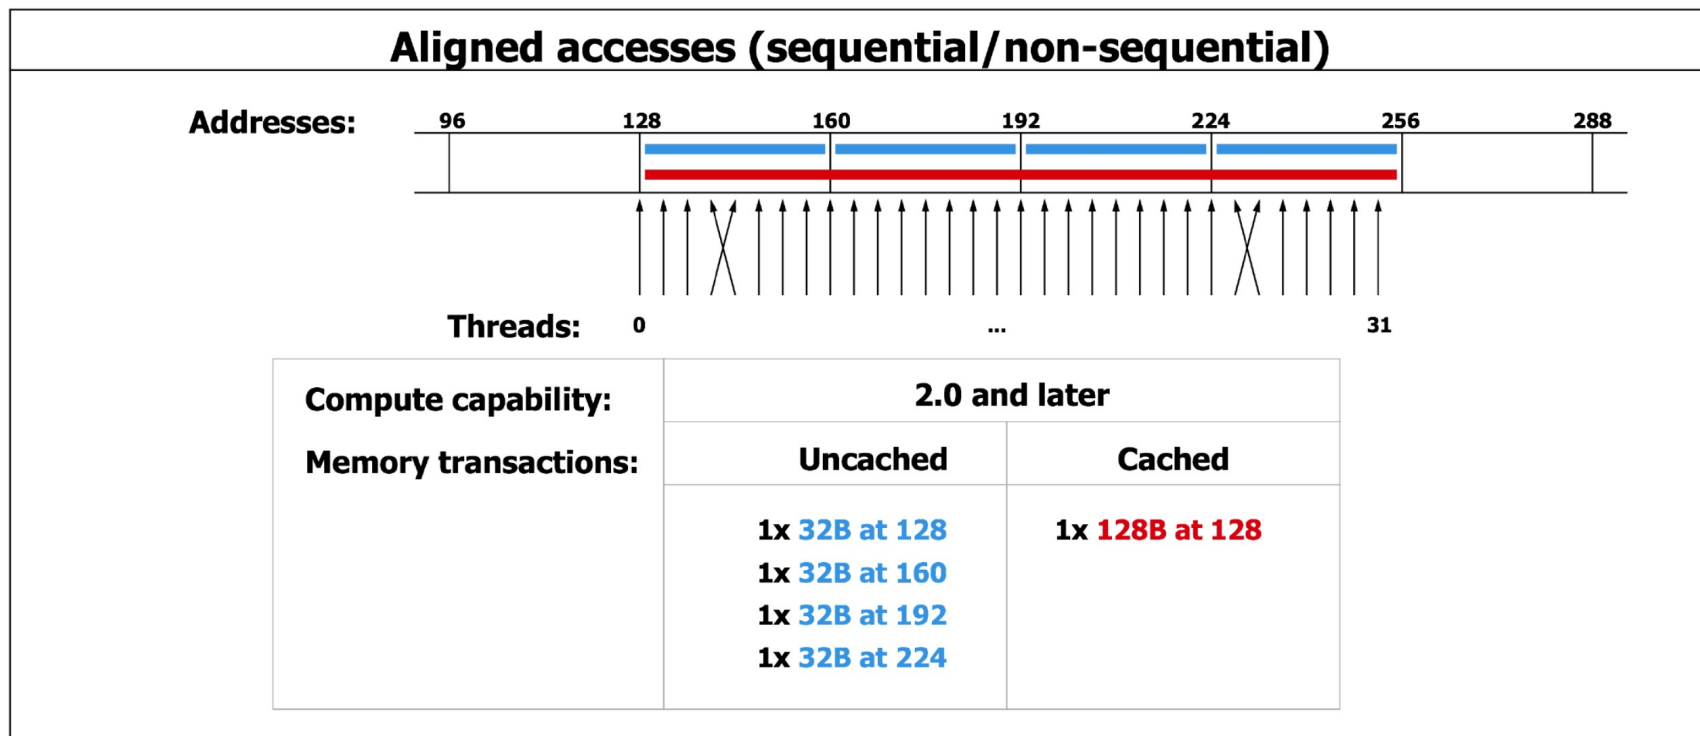 Aligned accesses (sequential/non-sequential)
Addresses: 96 128 160 192 224 256 288
Threads: 0 ... 31
Compute capability: 2.0 and later
Memory transactions: Uncached Cached
1x 32B at 128 1x 128B at 128
1x 32B at 160
1x 32B at 192
1x 32B at 224